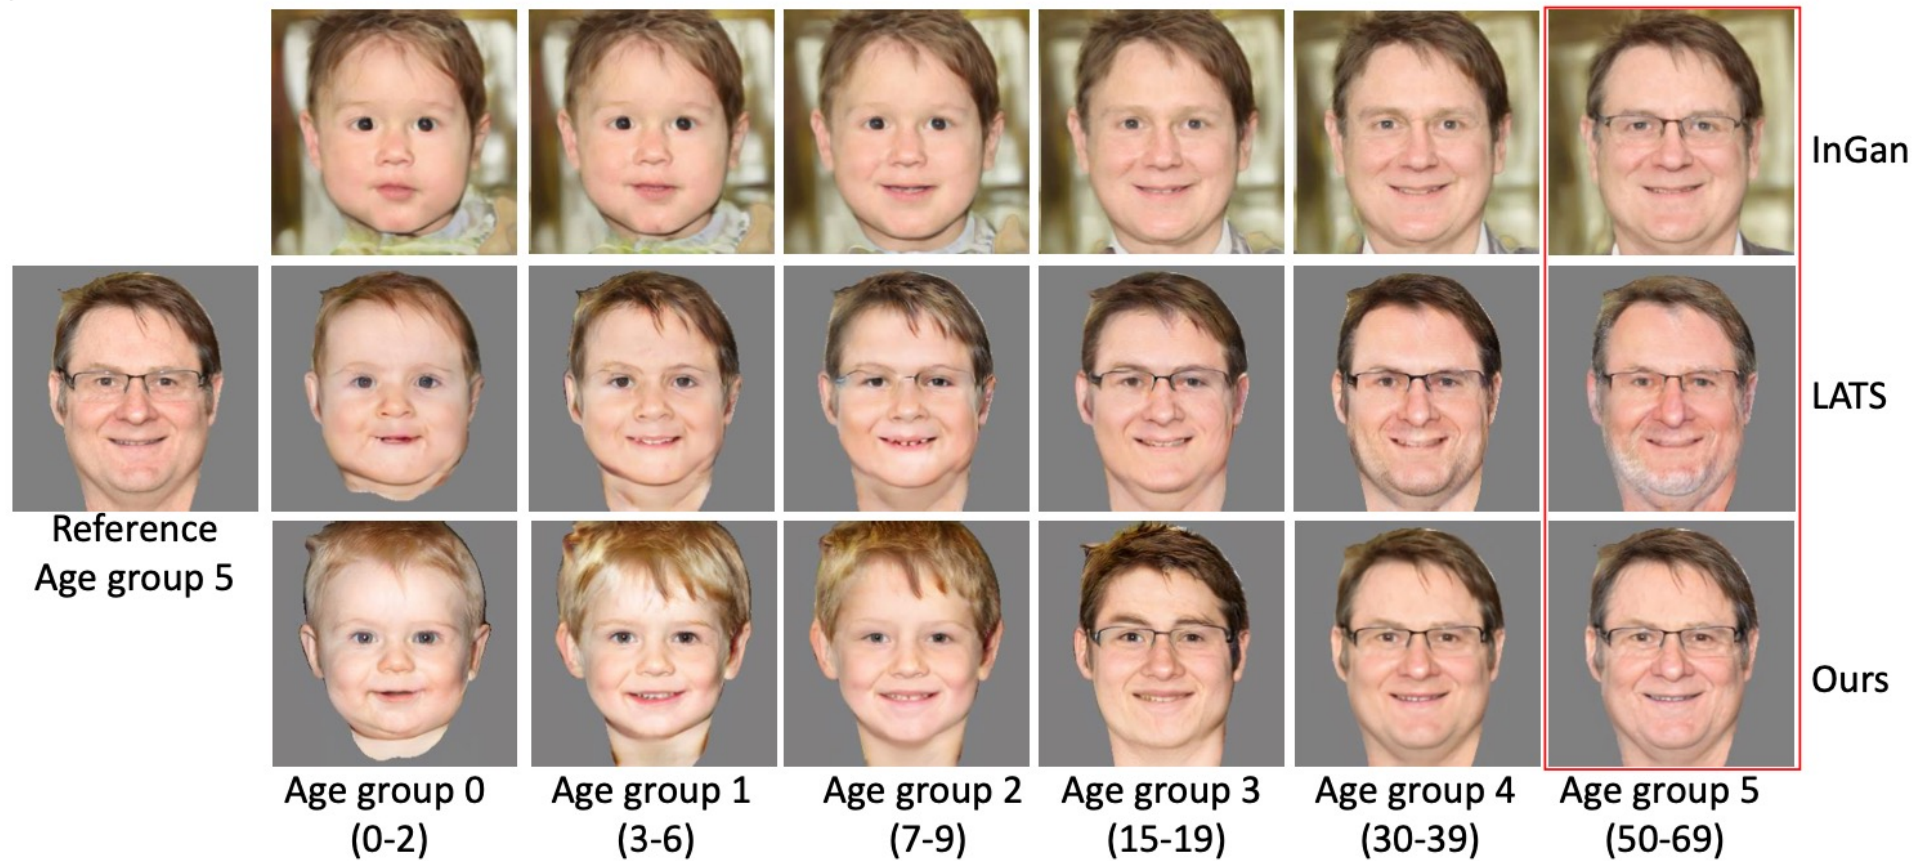 InGan
LATS
Reference
Age group 5
Ours
Age group 0
(0-2)
Age group 1
(3-6)
Age group 2
(7-9)
Age group 3
(15-19)
Age group 4
(30-39)
Age group 5
(50-69)